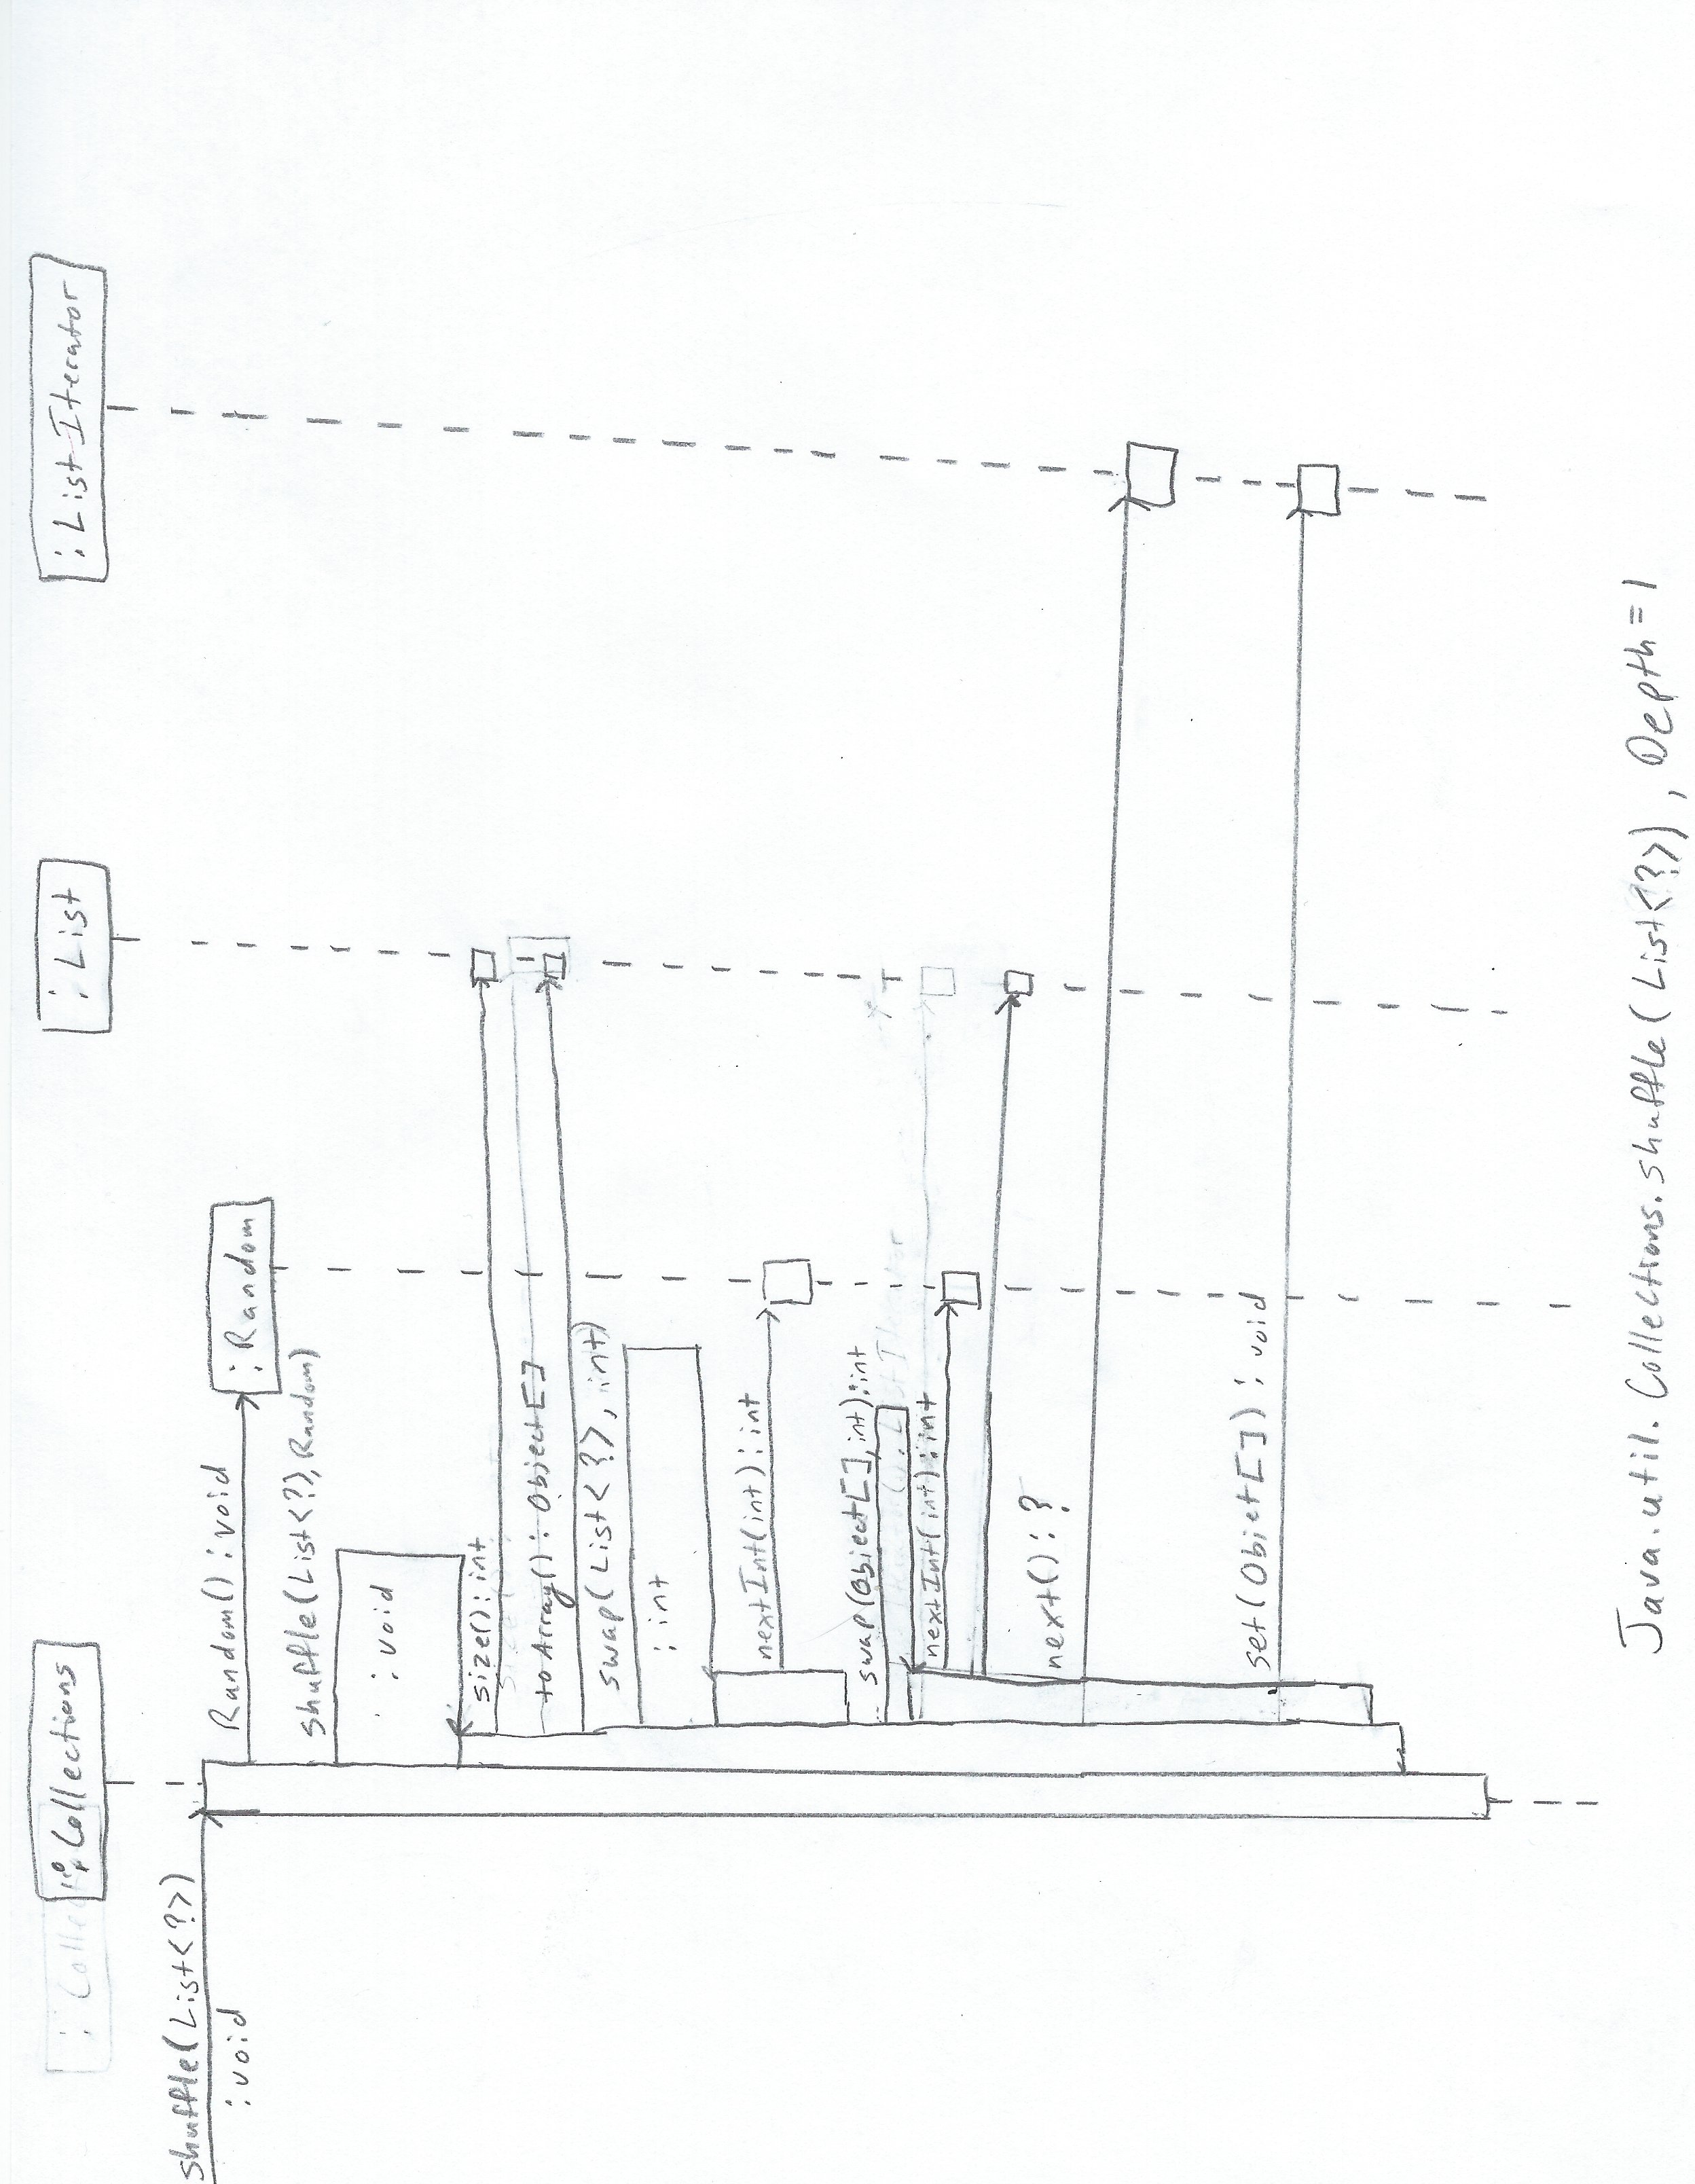 :Collections
:List
:ListIterator
shuffle(List<?>)
:void
Random():void
:Random
shuffle(List<?>,Random)
:void
size():int
toArray():Object[]
swap(List<?>,int)
:int
nextInt(int):int
swap(Object[],int):int
nextInt(int):int
next():?
set(Object[]):void
Java.util.Collections.shuffle(List<?>), Depth=1